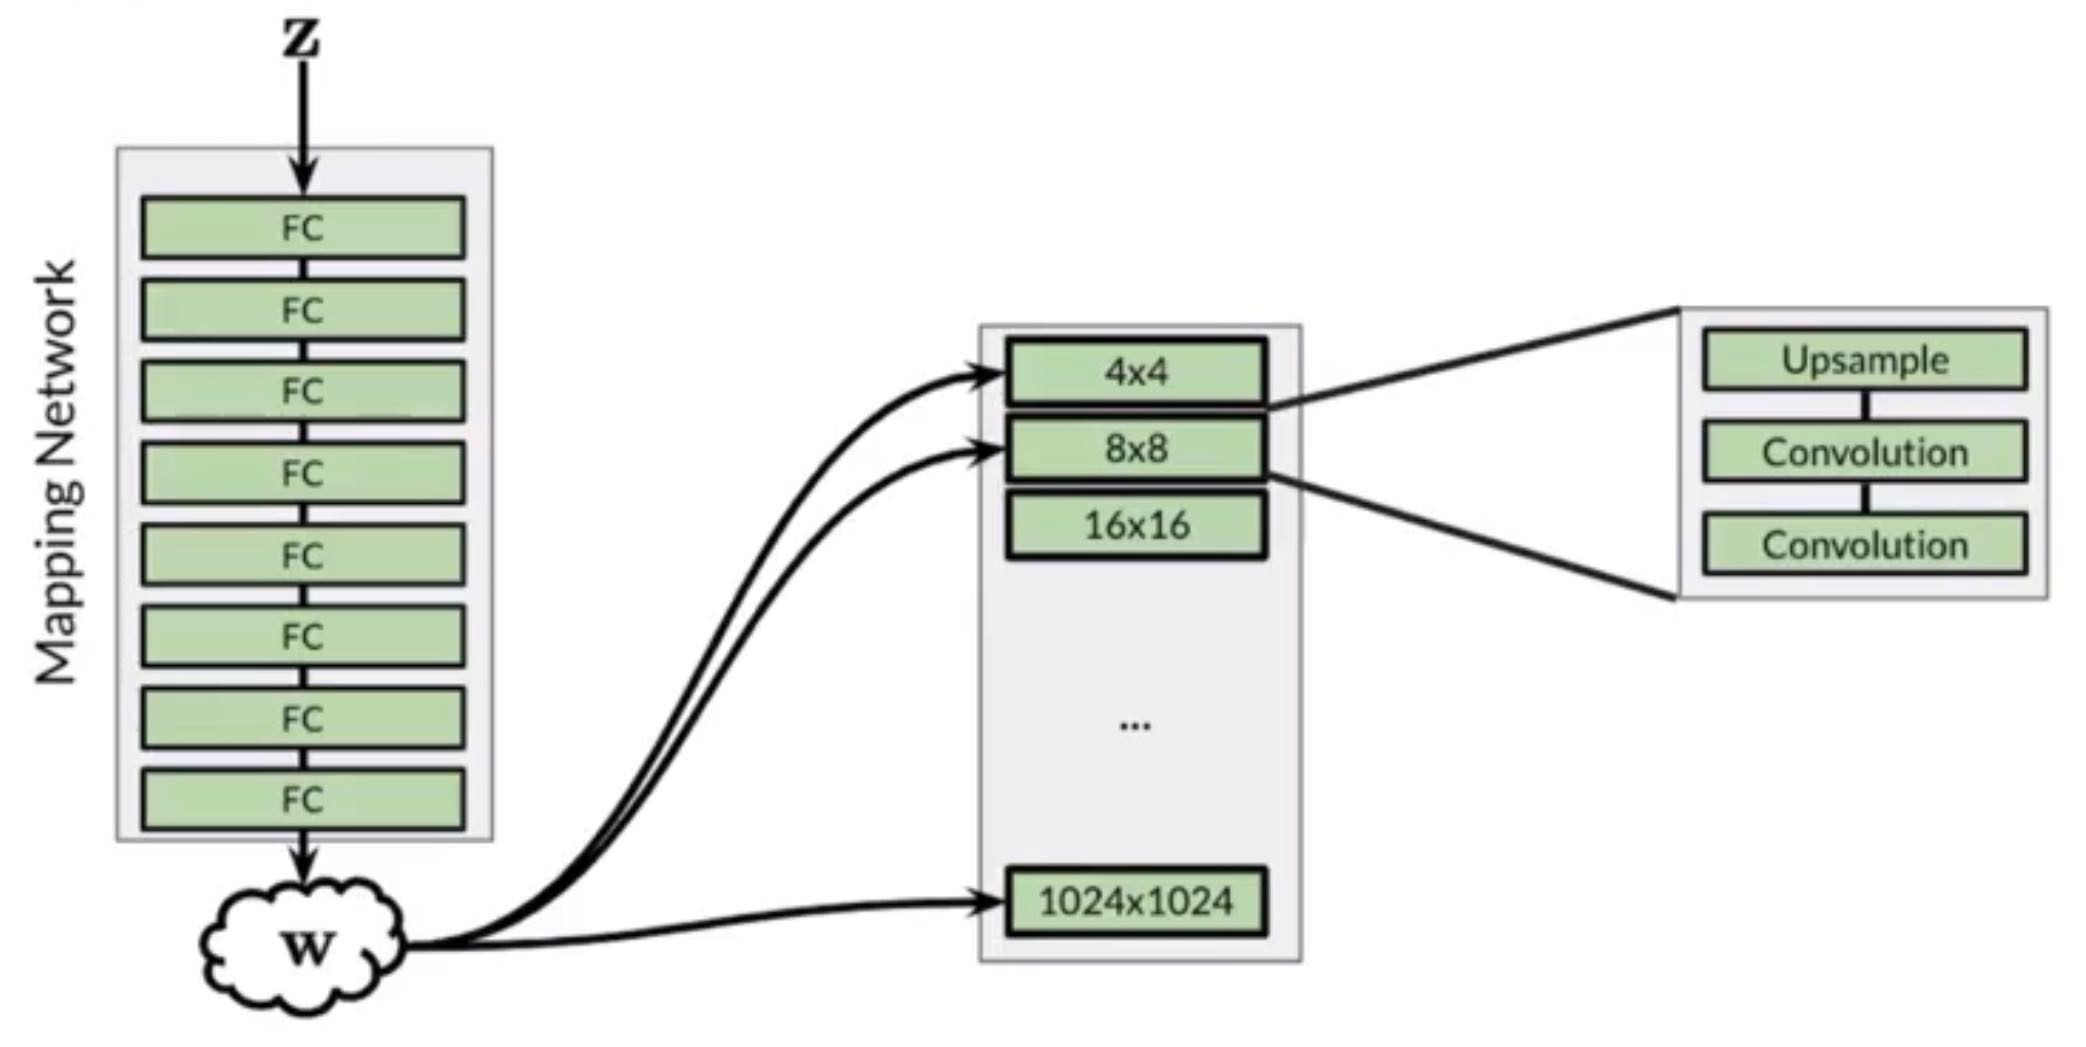 z
Mapping Network
FC
FC
FC
FC
FC
FC
FC
FC
w
4x4
8x8
16x16
...
1024x1024
Upsample
Convolution
Convolution